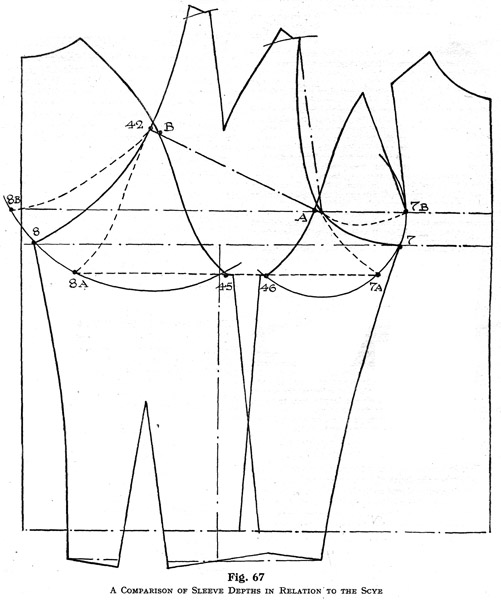 42 B
8B
A
7B
8
7
8A
45
46
7A
Fig. 67
A Comparison of Sleeve Depths in Relation to the Scye